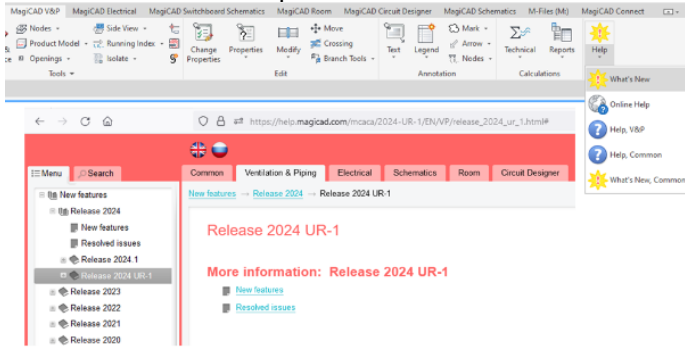 MagiCAD V&P MagiCAD Electrical MagiCAD Switchboard Schematics MagiCAD Room MagiCAD Circuit Designer MagiCAD Schematics M-Files (Mi) MagiCAD Connect
Nodes Side View Move Mark
Product Model Running Index Change Properties Modify Crossing Text Legend Arrow Technical Reports Help
Openings Isolate Properties Branch Tools Nodes
Tools Edit Annotation Calculations
What's New
Online Help
Help, V&P
Help, Common
What's New, Common
https://help.magicad.com/mcaca/2024-UR-1/EN/VP/release_2024_ur_1.html#
Menu Search Common Ventilation & Piping Electrical Schematics Room Circuit Designer
New features → Release 2024 → Release 2024 UR-1
New features
Release 2024
New features
Resolved issues
Release 2024.1
Release 2024 UR-1
Release 2023
Release 2022
Release 2021
Release 2020
Release 2024 UR-1
More information: Release 2024 UR-1
New features
Resolved issues